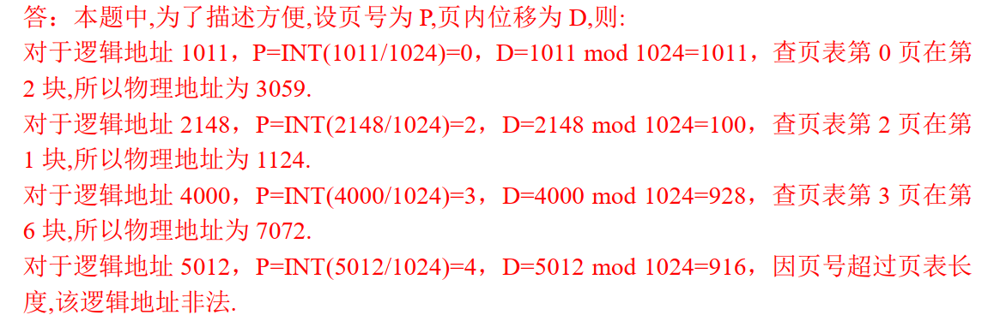 答：本题中,为了描述方便,设页号为 P,页内位移为 D,则:
对于逻辑地址 1011，P=INT(1011/1024)=0，D=1011 mod 1024=1011，查页表第 0 页在第
2 块,所以物理地址为 3059.
对于逻辑地址 2148，P=INT(2148/1024)=2，D=2148 mod 1024=100，查页表第 2 页在第
1 块,所以物理地址为 1124.
对于逻辑地址 4000，P=INT(4000/1024)=3，D=4000 mod 1024=928，查页表第 3 页在第
6 块,所以物理地址为 7072.
对于逻辑地址 5012，P=INT(5012/1024)=4，D=5012 mod 1024=916，因页号超过页表长
度,该逻辑地址非法.